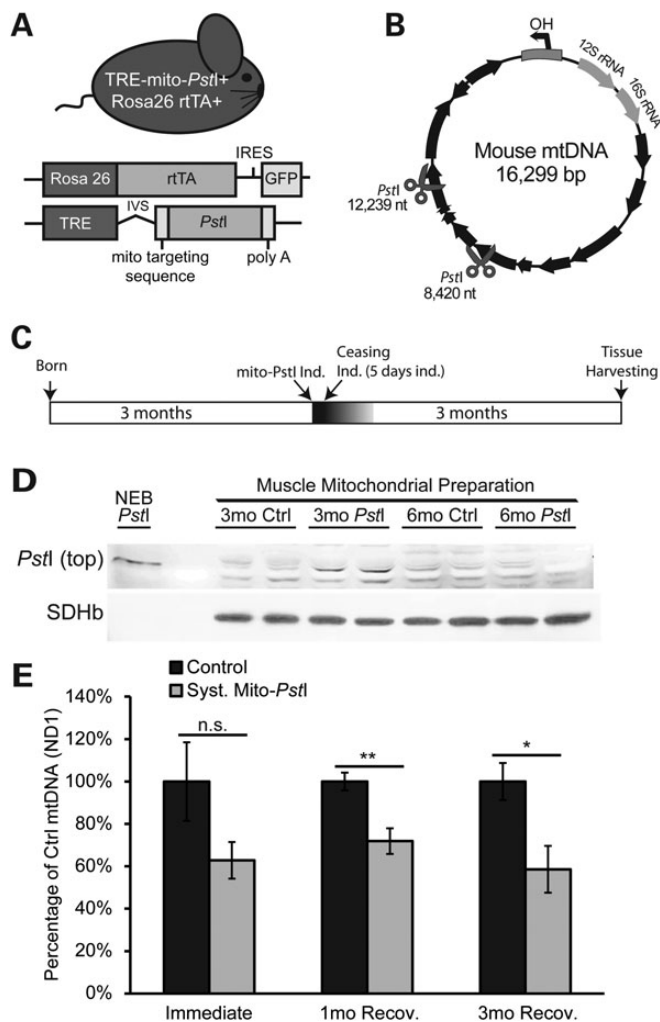 A
TRE-mito-PstI+
Rosa26 rtTA+
IRES
Rosa 26
rtTA
GFP
IVS
TRE
PstI
mito targeting
sequence
poly A
B
OH
12S rRNA
16S rRNA
Mouse mtDNA
16,299 bp
PstI
12,239 nt
PstI
8,420 nt
C
Born
mito-PstI Ind.
Ceasing
Ind. (5 days ind.)
Tissue
Harvesting
3 months
3 months
D
NEB
PstI
Muscle Mitochondrial Preparation
3mo Ctrl
3mo PstI
6mo Ctrl
6mo PstI
PstI (top)
SDHb
E
Control
Syst. Mito-PstI
Percentage of Ctrl mtDNA (ND1)
140%
120%
100%
80%
60%
40%
20%
0%
n.s.
**
*
Immediate
1mo Recov.
3mo Recov.